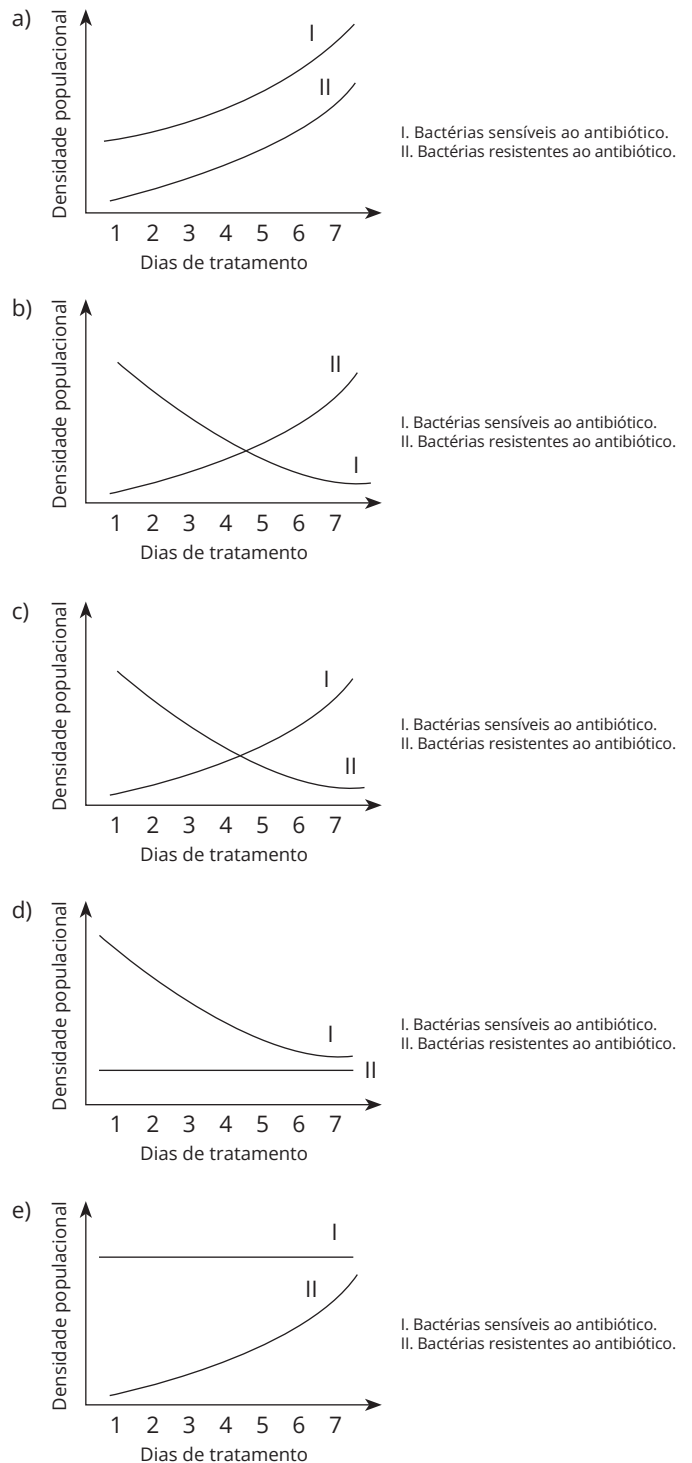 a)
Densidade populacional
I
II
I. Bactérias sensíveis ao antibiótico.
II. Bactérias resistentes ao antibiótico.
1 2 3 4 5 6 7
Dias de tratamento
b)
Densidade populacional
II
I
I. Bactérias sensíveis ao antibiótico.
II. Bactérias resistentes ao antibiótico.
1 2 3 4 5 6 7
Dias de tratamento
c)
Densidade populacional
I
II
I. Bactérias sensíveis ao antibiótico.
II. Bactérias resistentes ao antibiótico.
1 2 3 4 5 6 7
Dias de tratamento
d)
Densidade populacional
I
II
I. Bactérias sensíveis ao antibiótico.
II. Bactérias resistentes ao antibiótico.
1 2 3 4 5 6 7
Dias de tratamento
e)
Densidade populacional
I
II
I. Bactérias sensíveis ao antibiótico.
II. Bactérias resistentes ao antibiótico.
1 2 3 4 5 6 7
Dias de tratamento